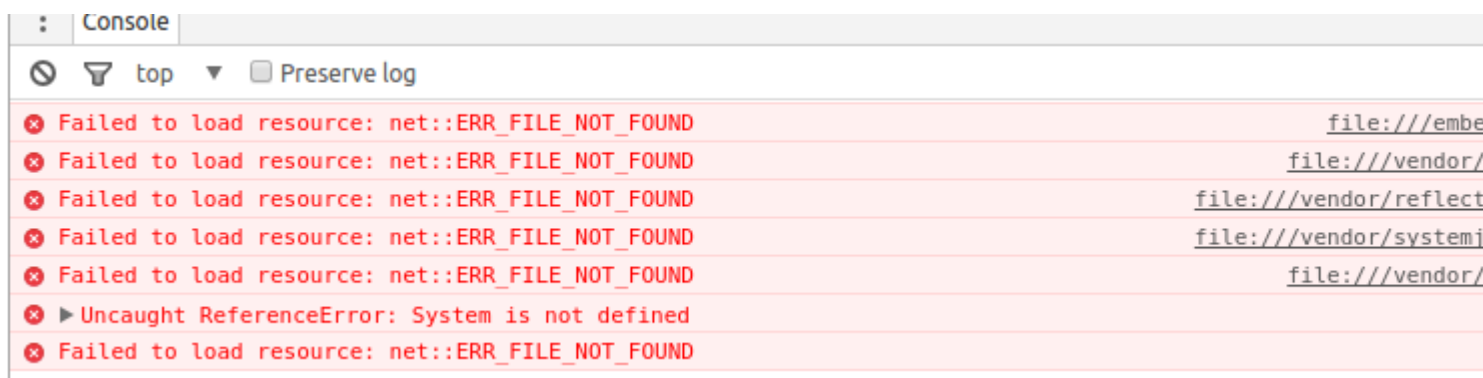 Console
top ▼ Preserve log
Failed to load resource: net::ERR_FILE_NOT_FOUND file:///embe
Failed to load resource: net::ERR_FILE_NOT_FOUND file:///vendor/
Failed to load resource: net::ERR_FILE_NOT_FOUND file:///vendor/reflect
Failed to load resource: net::ERR_FILE_NOT_FOUND file:///vendor/systemj
Failed to load resource: net::ERR_FILE_NOT_FOUND file:///vendor/
▶ Uncaught ReferenceError: System is not defined
Failed to load resource: net::ERR_FILE_NOT_FOUND